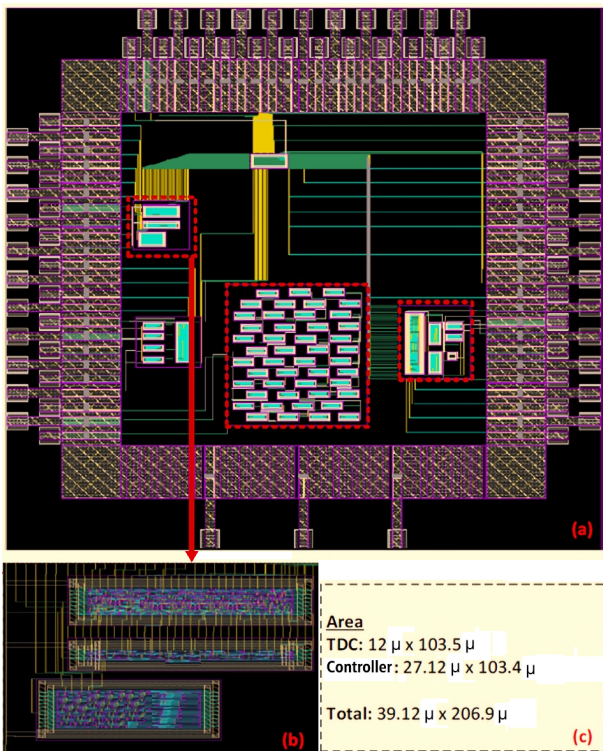 (a)
(b)
Area
TDC: 12 μ x 103.5 μ
Controller : 27.12 μ x 103.4 μ
Total: 39.12 μ x 206.9 μ
(c)